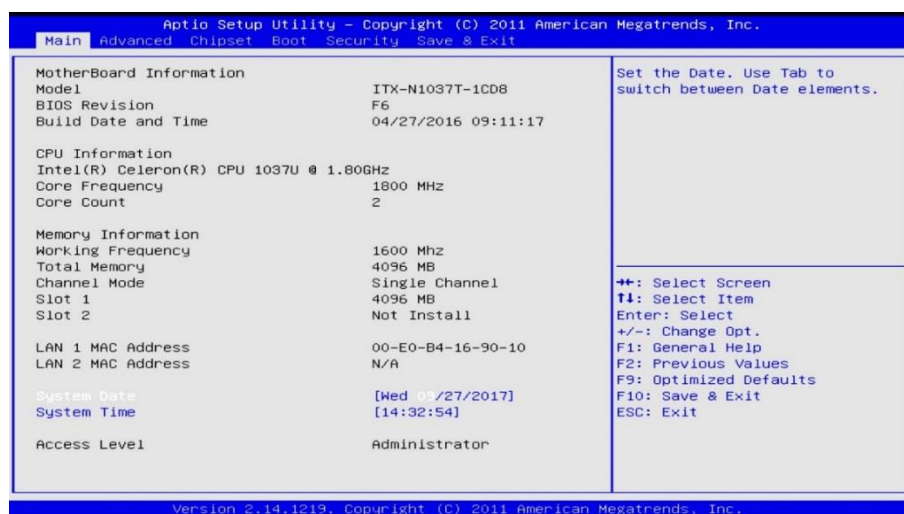 Aptio Setup Utility – Copyright (C) 2011 American Megatrends, Inc.
Main Advanced Chipset Boot Security Save & Exit
MotherBoard Information
Model ITX-N1037T-1CD8
BIOS Revision F6
Build Date and Time 04/27/2016 09:11:17
CPU Information
Intel(R) Celeron(R) CPU 1037U @ 1.80GHz
Core Frequency 1800 MHz
Core Count 2
Memory Information
Working Frequency 1600 Mhz
Total Memory 4096 MB
Channel Mode Single Channel
Slot 1 4096 MB
Slot 2 Not Install
LAN 1 MAC Address 00-E0-B4-16-90-10
LAN 2 MAC Address N/A
System Date [Wed 09/27/2017]
System Time [14:32:54]
Access Level Administrator
Set the Date. Use Tab to
switch between Date elements.
→←: Select Screen
↑↓: Select Item
Enter: Select
+/-: Change Opt.
F1: General Help
F2: Previous Values
F9: Optimized Defaults
F10: Save & Exit
ESC: Exit
Version 2.14.1219. Copyright (C) 2011 American Megatrends, Inc.